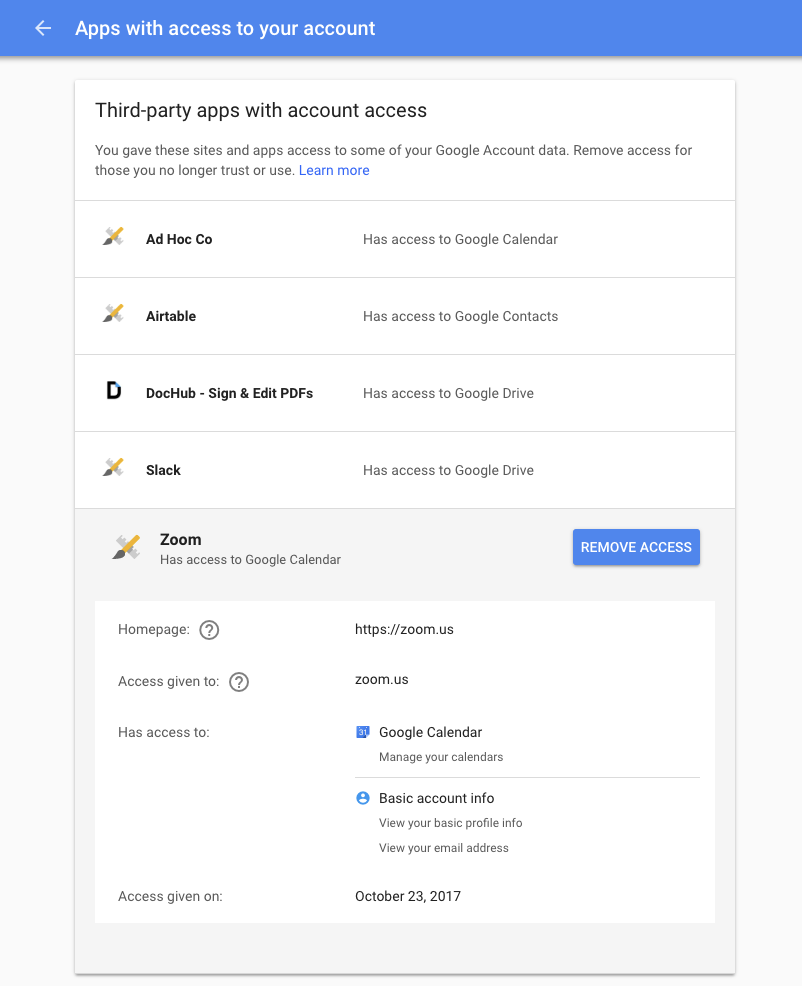 Apps with access to your account
Third-party apps with account access
You gave these sites and apps access to some of your Google Account data. Remove access for
those you no longer trust or use. Learn more
Ad Hoc Co Has access to Google Calendar
Airtable Has access to Google Contacts
DocHub - Sign & Edit PDFs Has access to Google Drive
Slack Has access to Google Drive
Zoom
Has access to Google Calendar
REMOVE ACCESS
Homepage: ? https://zoom.us
Access given to: ? zoom.us
Has access to: 31 Google Calendar
Manage your calendars
Basic account info
View your basic profile info
View your email address
Access given on: October 23, 2017